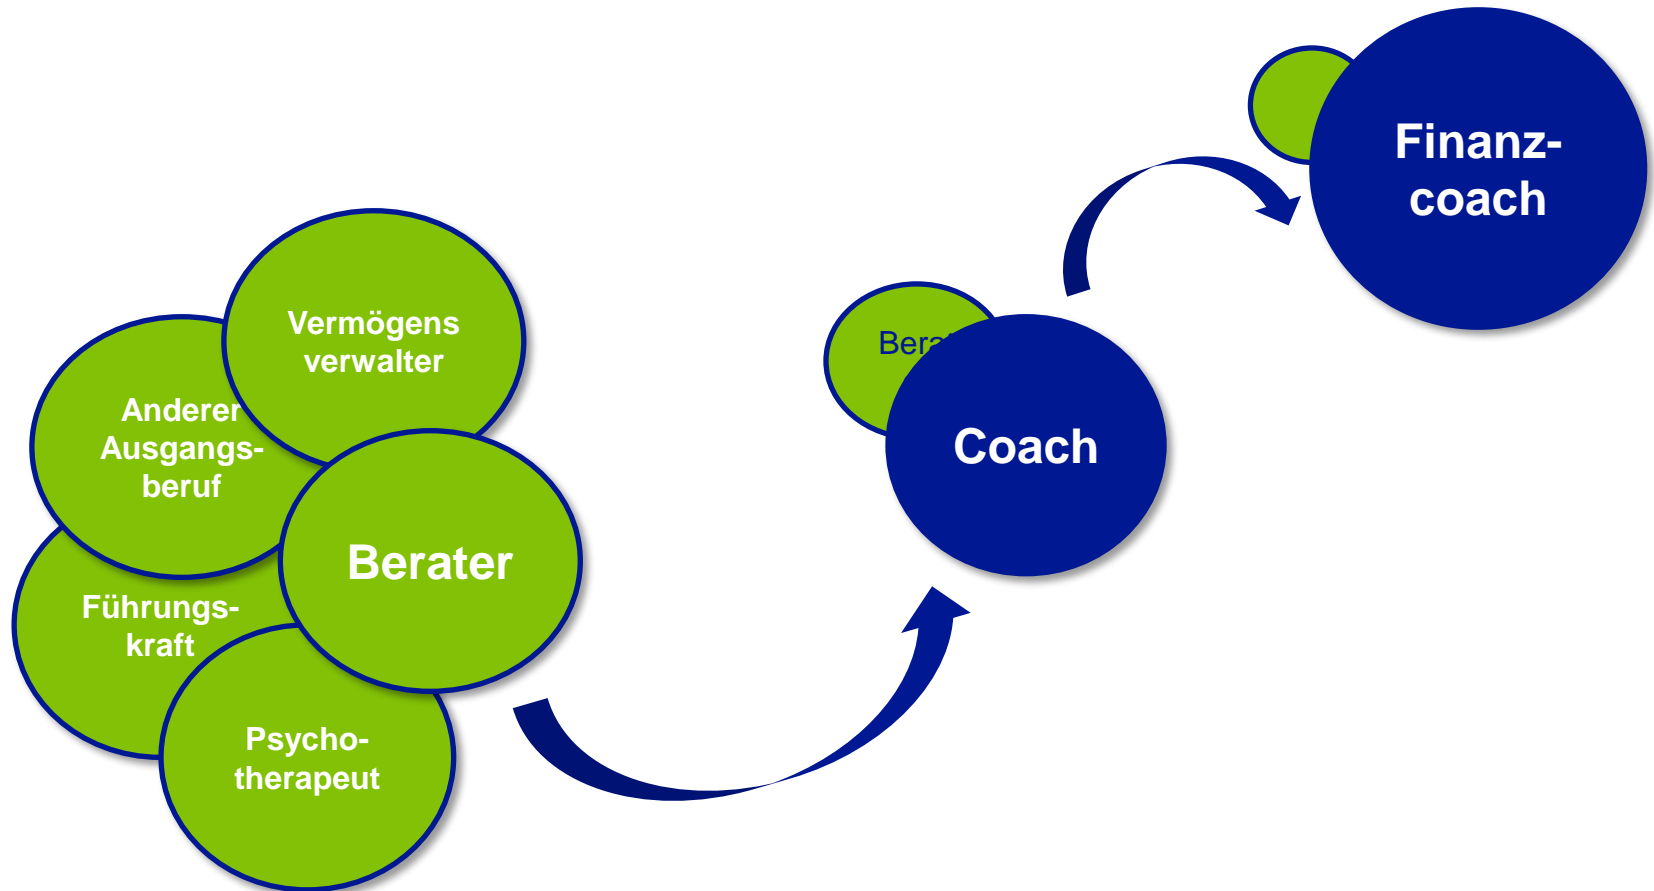 Finanz-
coach
Vermögens
verwalter
Anderer
Ausgangs-
beruf
Berater
Führungs-
kraft
Psycho-
therapeut
Coach